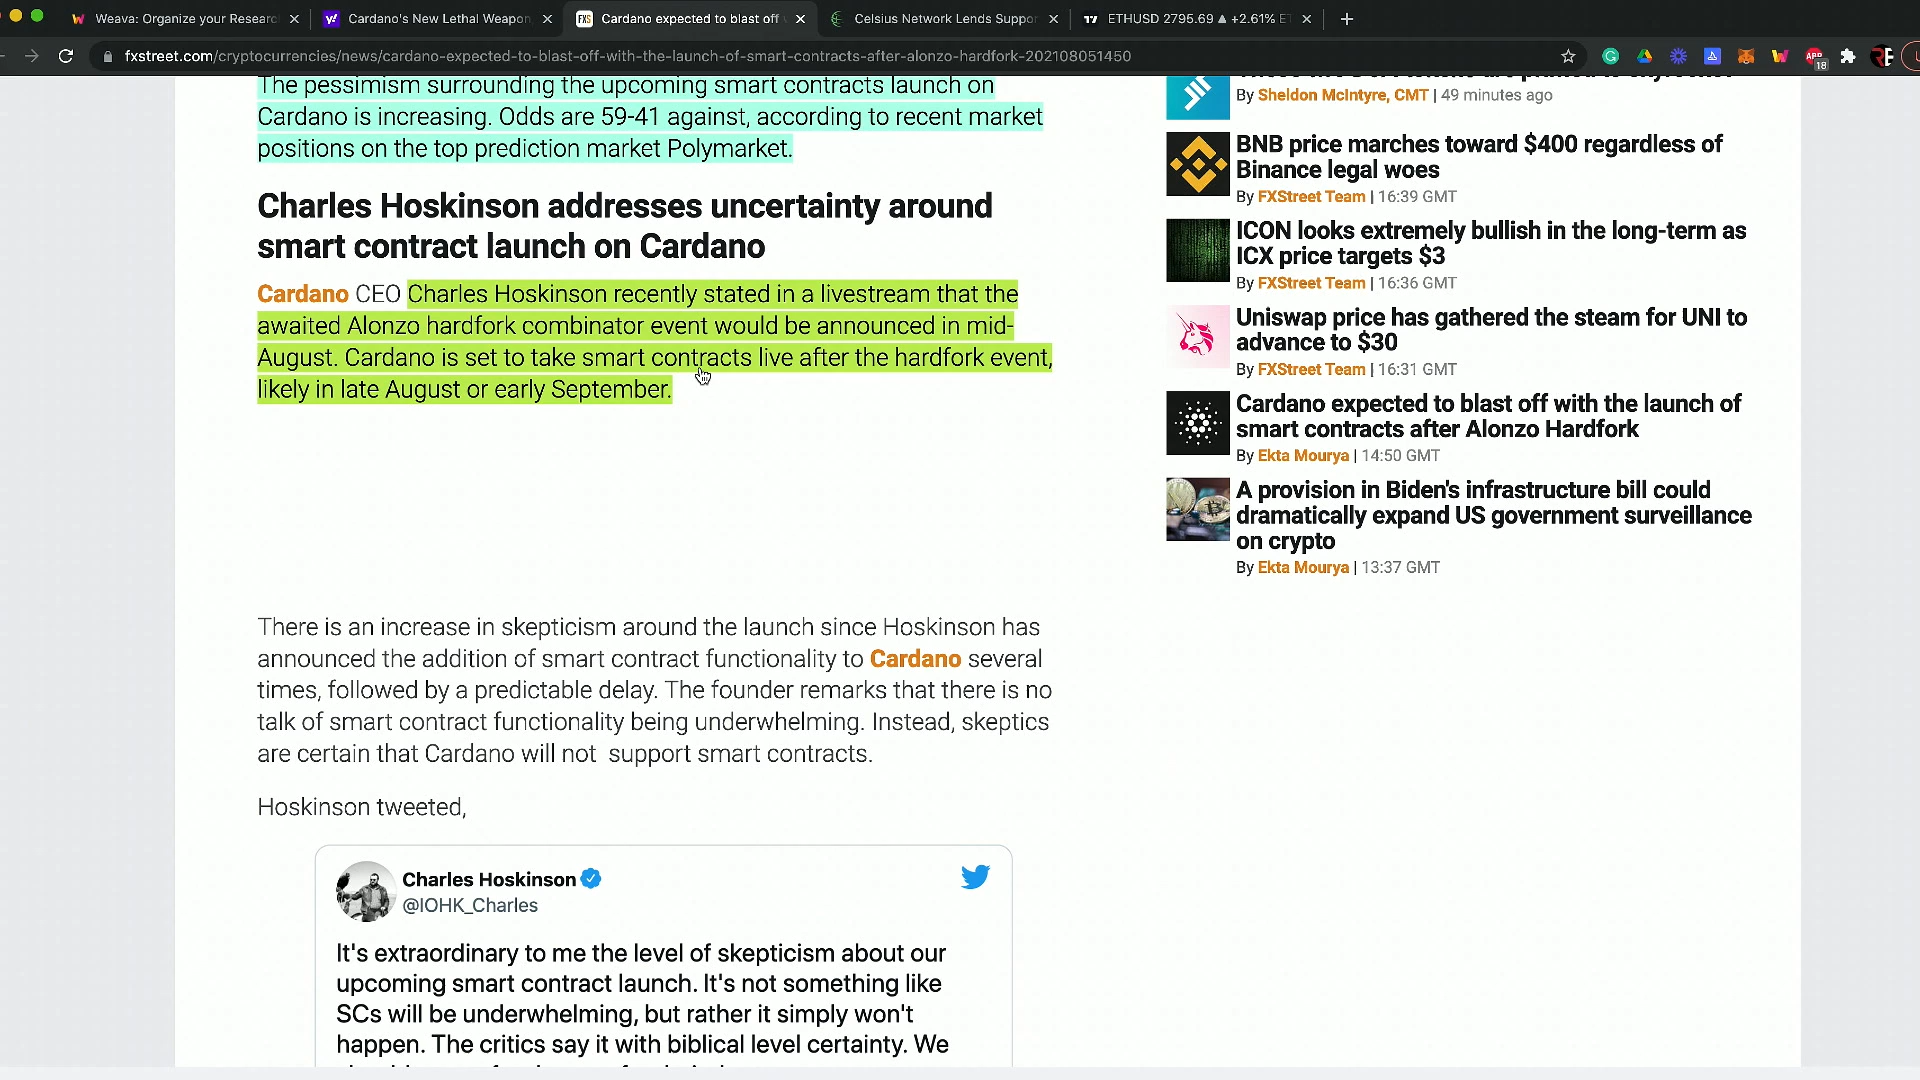 Weava: Organize your Resear
Cardano's New Lethal Weapon
FXS
Cardano expected to blast off
Celsius Network Lends Suppo
ETHUSD 2795.69 ▲ +2.61% ET
fxstreet.com/cryptocurrencies/news/cardano-expected-to-blast-off-with-the-launch-of-smart-contracts-after-alonzo-hardfork-202108051450
ABP
18
The pessimism surrounding the upcoming smart contracts launch on
Cardano is increasing. Odds are 59-41 against, according to recent market
positions on the top prediction market Polymarket.
Charles Hoskinson addresses uncertainty around
smart contract launch on Cardano
Cardano CEO Charles Hoskinson recently stated in a livestream that the
awaited Alonzo hardfork combinator event would be announced in mid-
August. Cardano is set to take smart contracts live after the hardfork event,
likely in late August or early September.
There is an increase in skepticism around the launch since Hoskinson has
announced the addition of smart contract functionality to Cardano several
times, followed by a predictable delay. The founder remarks that there is no
talk of smart contract functionality being underwhelming. Instead, skeptics
are certain that Cardano will not support smart contracts.
Hoskinson tweeted,
Charles Hoskinson
@IOHK_Charles
It's extraordinary to me the level of skepticism about our
upcoming smart contract launch. It's not something like
SCs will be underwhelming, but rather it simply won't
happen. The critics say it with biblical level certainty. We
By Sheldon McIntyre, CMT | 49 minutes ago
BNB price marches toward $400 regardless of
Binance legal woes
By FXStreet Team | 16:39 GMT
ICON looks extremely bullish in the long-term as
ICX price targets $3
By FXStreet Team | 16:36 GMT
Uniswap price has gathered the steam for UNI to
advance to $30
By FXStreet Team | 16:31 GMT
Cardano expected to blast off with the launch of
smart contracts after Alonzo Hardfork
By Ekta Mourya | 14:50 GMT
A provision in Biden's infrastructure bill could
dramatically expand US government surveillance
on crypto
By Ekta Mourya | 13:37 GMT